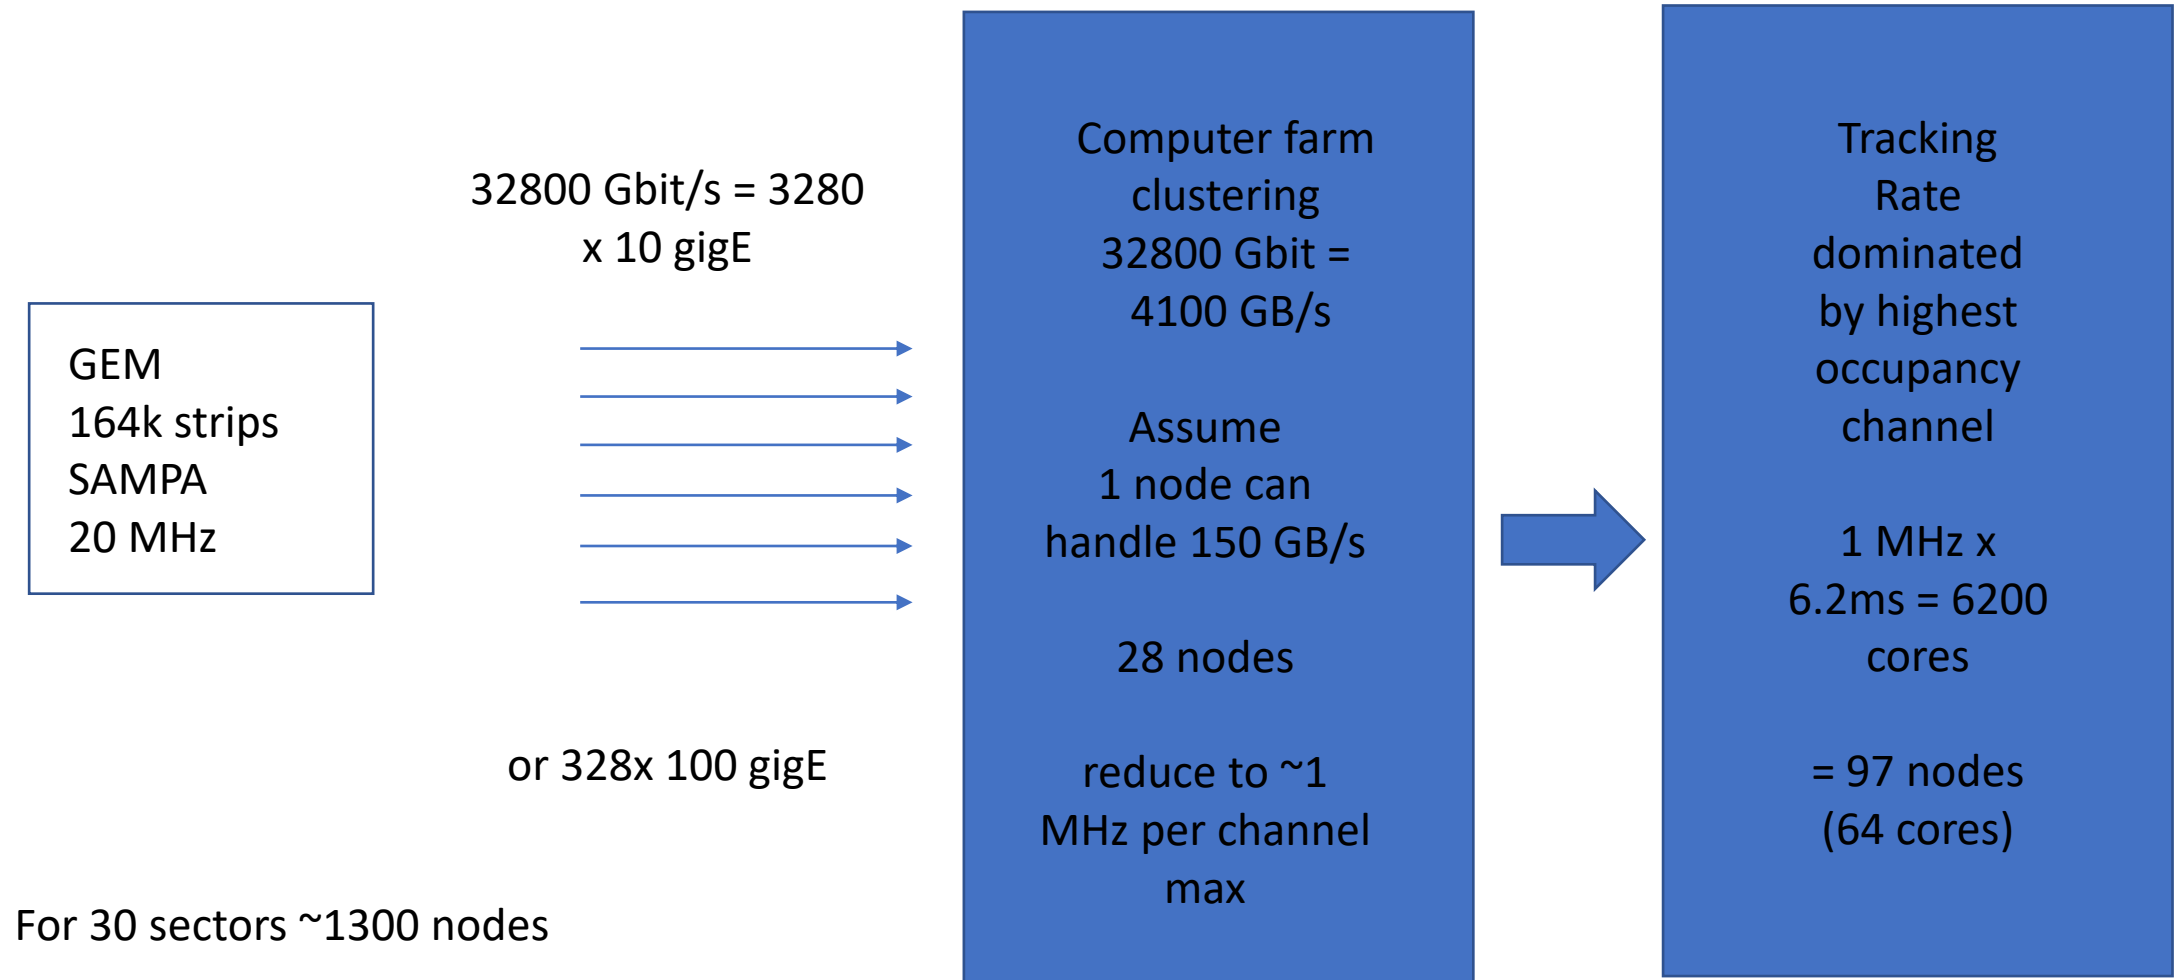 GEM
164k strips
SAMPA
20 MHz
32800 Gbit/s = 3280
x 10 gigE
or 328x 100 gigE
For 30 sectors ~1300 nodes
Computer farm
clustering
32800 Gbit =
4100 GB/s
Assume
1 node can
handle 150 GB/s
28 nodes
reduce to ~1
MHz per channel
max
Tracking
Rate
dominated
by highest
occupancy
channel
1 MHz x
6.2ms = 6200
cores
= 97 nodes
(64 cores)